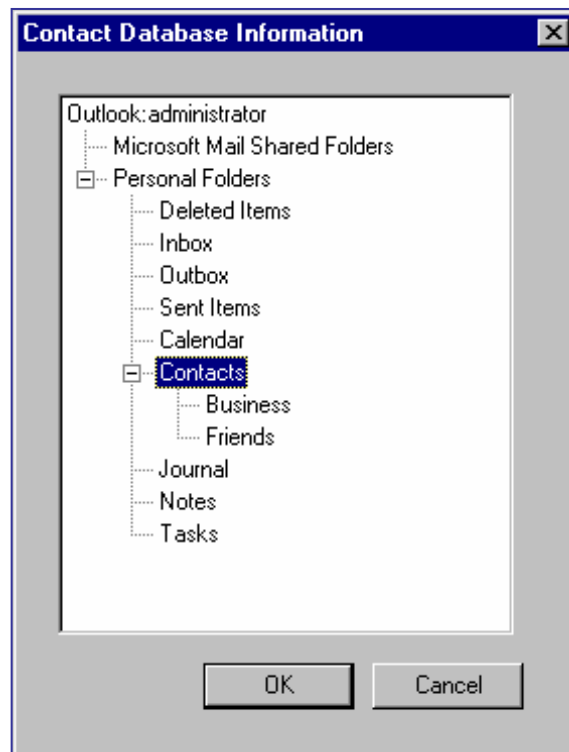 Contact Database Information
Outlook:administrator
Microsoft Mail Shared Folders
Personal Folders
Deleted Items
Inbox
Outbox
Sent Items
Calendar
Contacts
Business
Friends
Journal
Notes
Tasks
OK Cancel